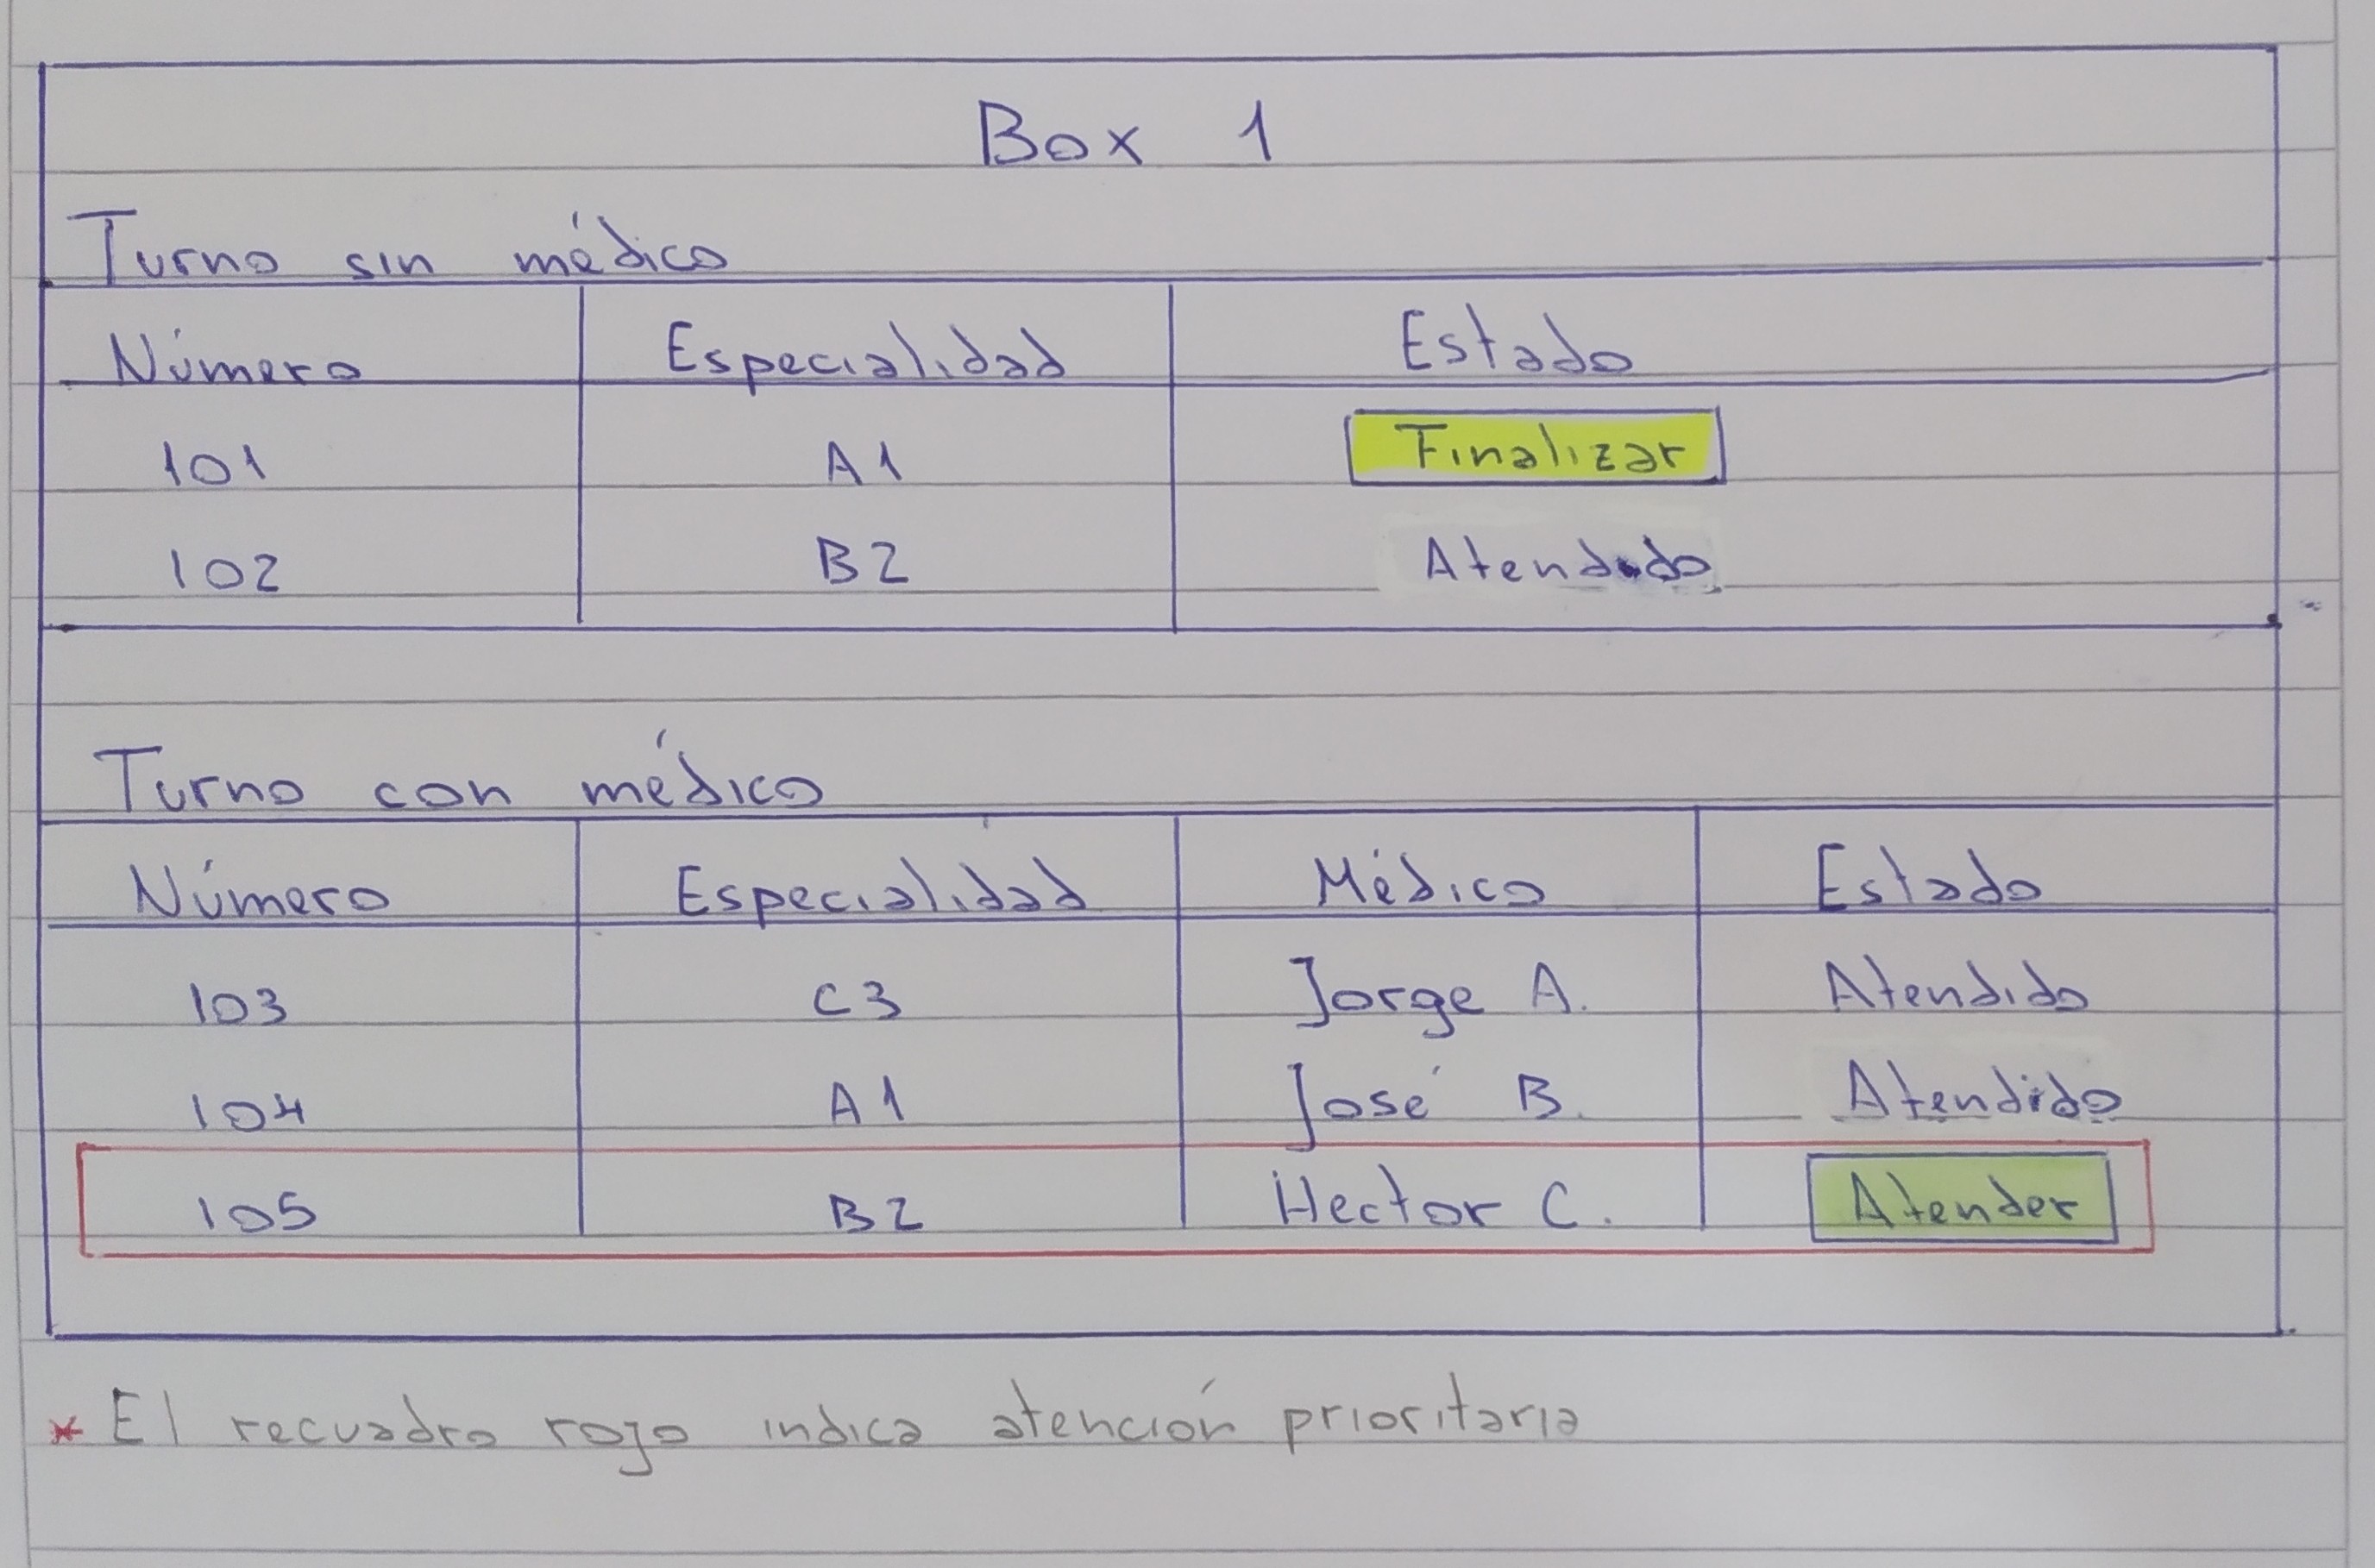 Box 1
Turno sin médico
Número Especialidad Estado
101 A1 Finalizar
102 B2 Atendido
Turno con médico
Número Especialidad Médico Estado
103 C3 Jorge A. Atendido
104 A1 José B. Atendido
105 B2 Hector C. Atender
* El recuadro rojo indica atención prioritaria